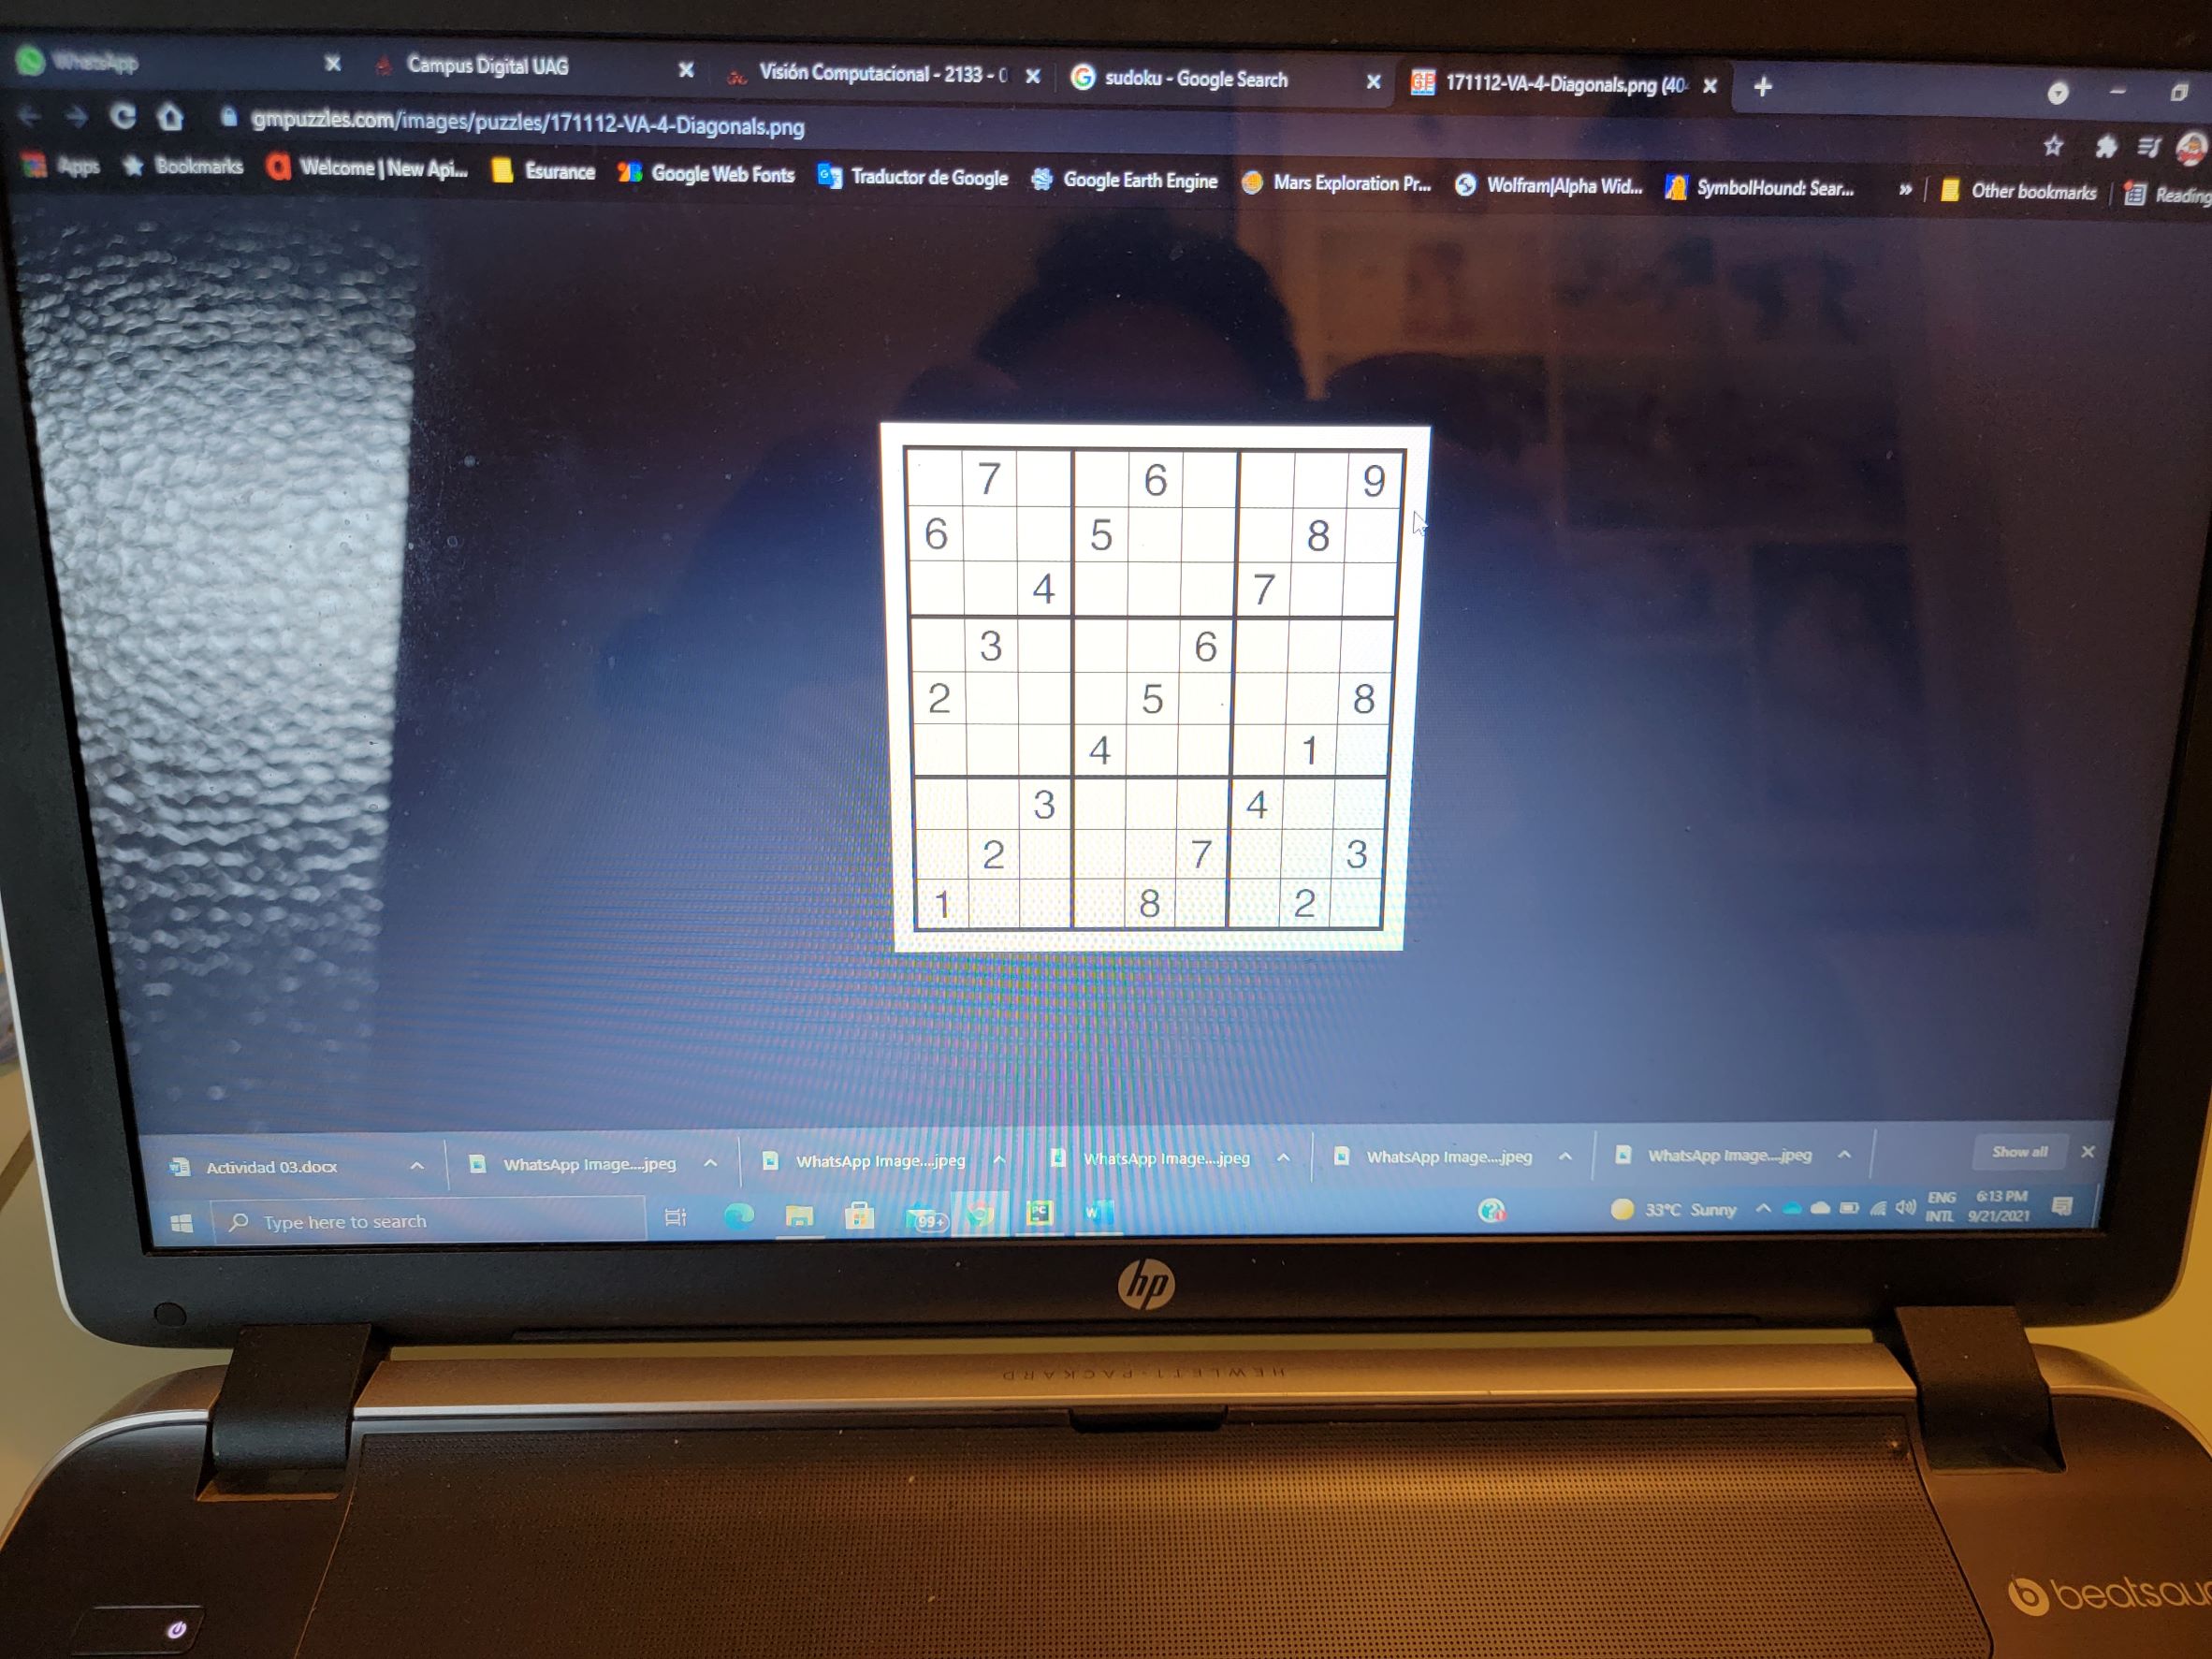 WhatsApp Campus Digital UAG Visión Computacional - 2133 - 0 sudoku - Google Search 171112-VA-4-Diagonals.png (40
gmpuzzles.com/images/puzzles/171112-VA-4-Diagonals.png
Apps Bookmarks Welcome | New Api... Esurance Google Web Fonts Traductor de Google Google Earth Engine Mars Exploration Pr... Wolfram|Alpha Wid... SymbolHound: Sear... » Other bookmarks Reading
7 6 9
6 5 8
4 7
3 6
2 5 8
4 1
3 4
2 7 3
1 8 2
Actividad 03.docx WhatsApp Image....jpeg WhatsApp Image....jpeg WhatsApp Image....jpeg WhatsApp Image....jpeg WhatsApp Image....jpeg Show all
Type here to search 99+ PC W 33°C Sunny ENG INTL 6:13 PM 9/21/2021
hp
HEWLETT-PACKARD
beatsau